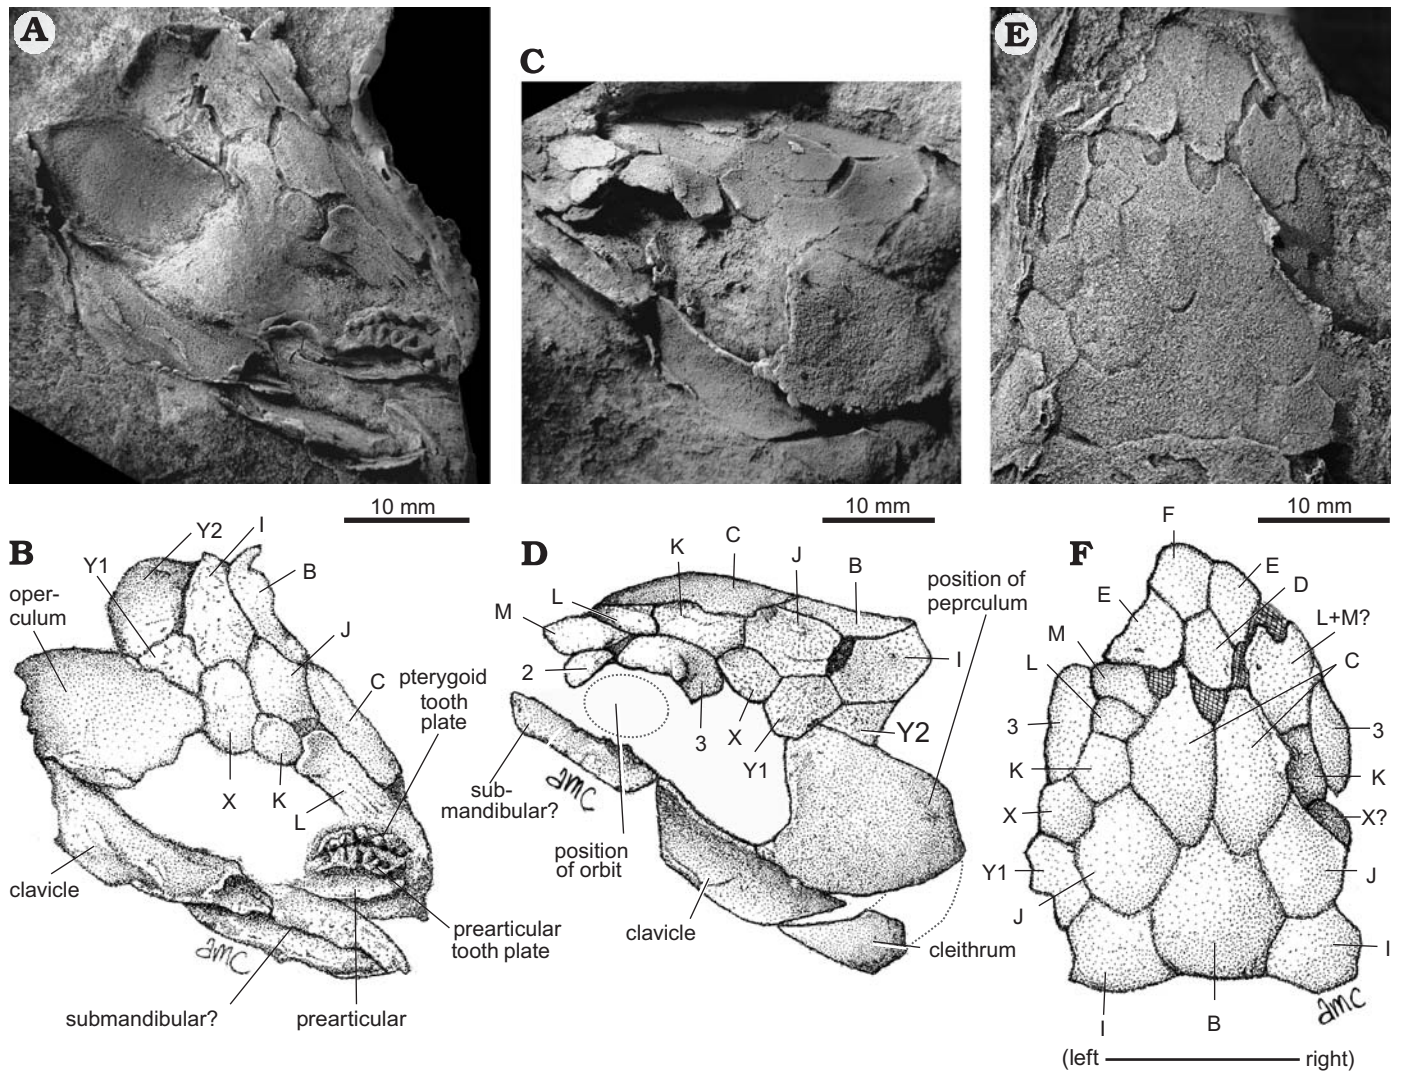 A
C
E
10 mm
10 mm
10 mm
B
Y2
I
Y1
B
oper-
culum
J
C
pterygoid
tooth
plate
X
K
L
clavicle
prearticular
tooth plate
amc
submandibular?
prearticular
D
C
K
J
B
position of
peprculum
L
M
2
I
3
X
Y1
Y2
sub-
mandibular?
amc
position
of orbit
clavicle
cleithrum
F
F
E
D
E
L+M?
M
C
L
3
3
K
K
X
X?
Y1
J
J
I
I
B
amc
(left right)